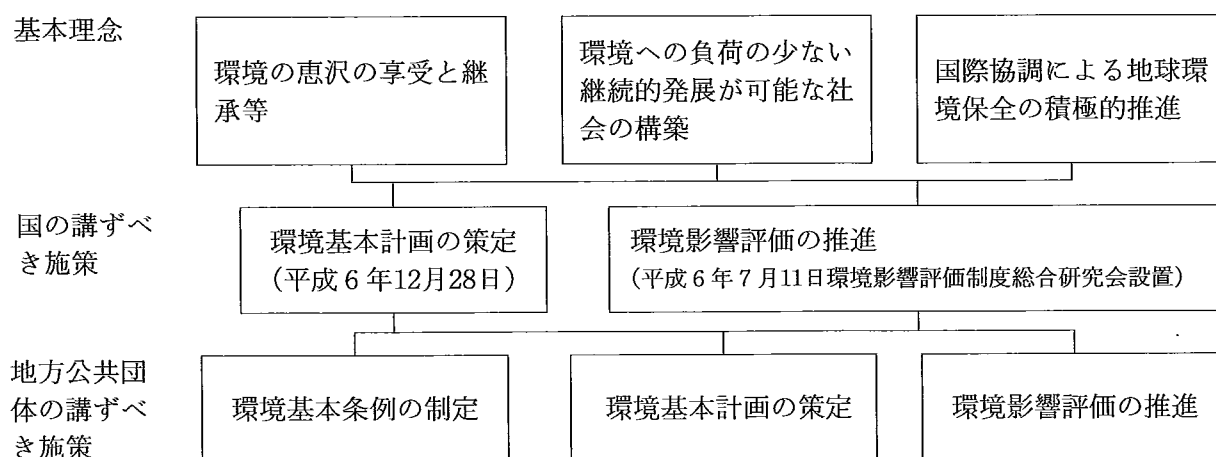 基本理念
環境の恵沢の享受と継
承等
環境への負荷の少ない
継続的発展が可能な社
会の構築
国際協調による地球環
境保全の積極的推進
国の講ずべ
き施策
環境基本計画の策定
(平成6年12月28日)
環境影響評価の推進
(平成6年7月11日環境影響評価制度総合研究会設置)
地方公共団
体の講ずべ
き施策
環境基本条例の制定
環境基本計画の策定
環境影響評価の推進